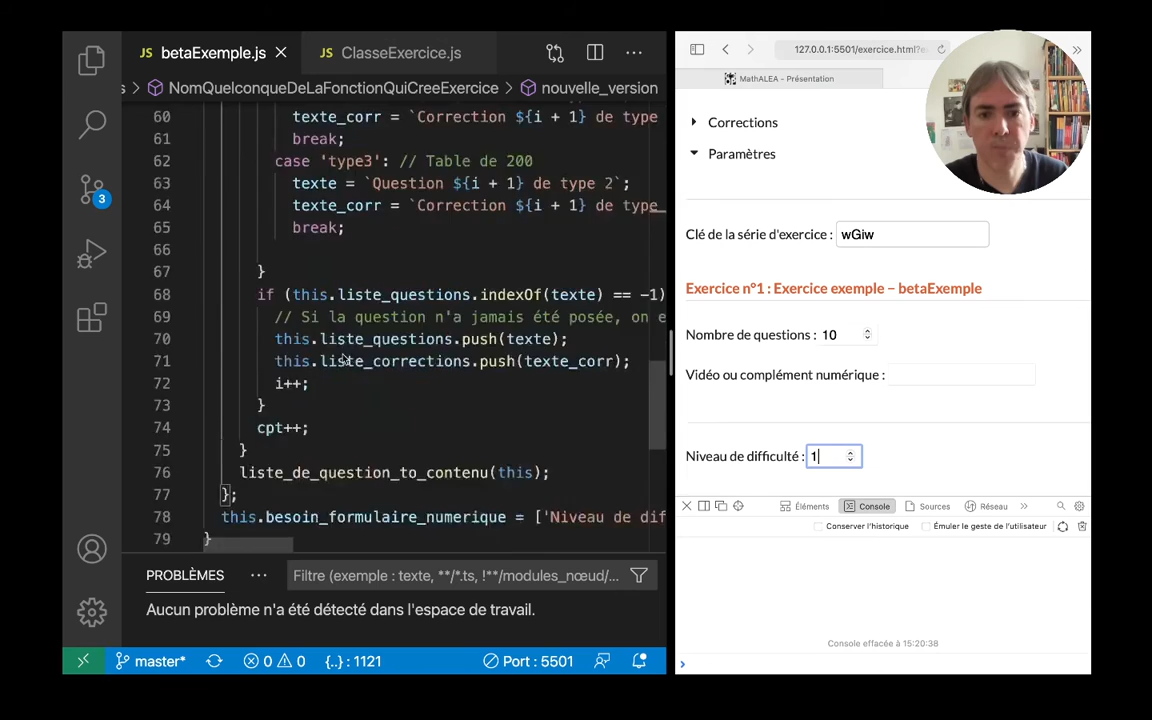 JS betaExemple.js
JS ClasseExercice.js
s > NomQuelconqueDeLaFonctionQuiCreeExercice > nouvelle_version
60 texte_corr = `Correction ${i + 1} de type
61 break;
62 case 'type3': // Table de 200
63 texte = `Question ${i + 1} de type 2`;
64 texte_corr = `Correction ${i + 1} de type_
65 break;
66
67 }
68 if (this.liste_questions.indexOf(texte) == -1)
69 // Si la question n'a jamais été posée, on e
70 this.liste_questions.push(texte);
71 this.liste_corrections.push(texte_corr);
72 i++;
73 }
74 cpt++;
75 }
76 liste_de_question_to_contenu(this);
77 };
78 this.besoin_formulaire_numerique = ['Niveau de dif
79 }
3
PROBLÈMES ... Filtre (exemple : texte, **/*.ts, !**/modules_nœud/...
Aucun problème n'a été détecté dans l'espace de travail.
master* 0 0 {..} : 1121 Port : 5501
127.0.0.1:5501/exercice.html?e
MathALEA - Présentation
Corrections
Paramètres
Clé de la série d'exercice : wGiw
Exercice n°1 : Exercice exemple − betaExemple
Nombre de questions : 10
Vidéo ou complément numérique :
Niveau de difficulté : 1
Éléments Console Sources Réseau
Conserver l'historique Émuler le geste de l'utilisateur
Console effacée à 15:20:38